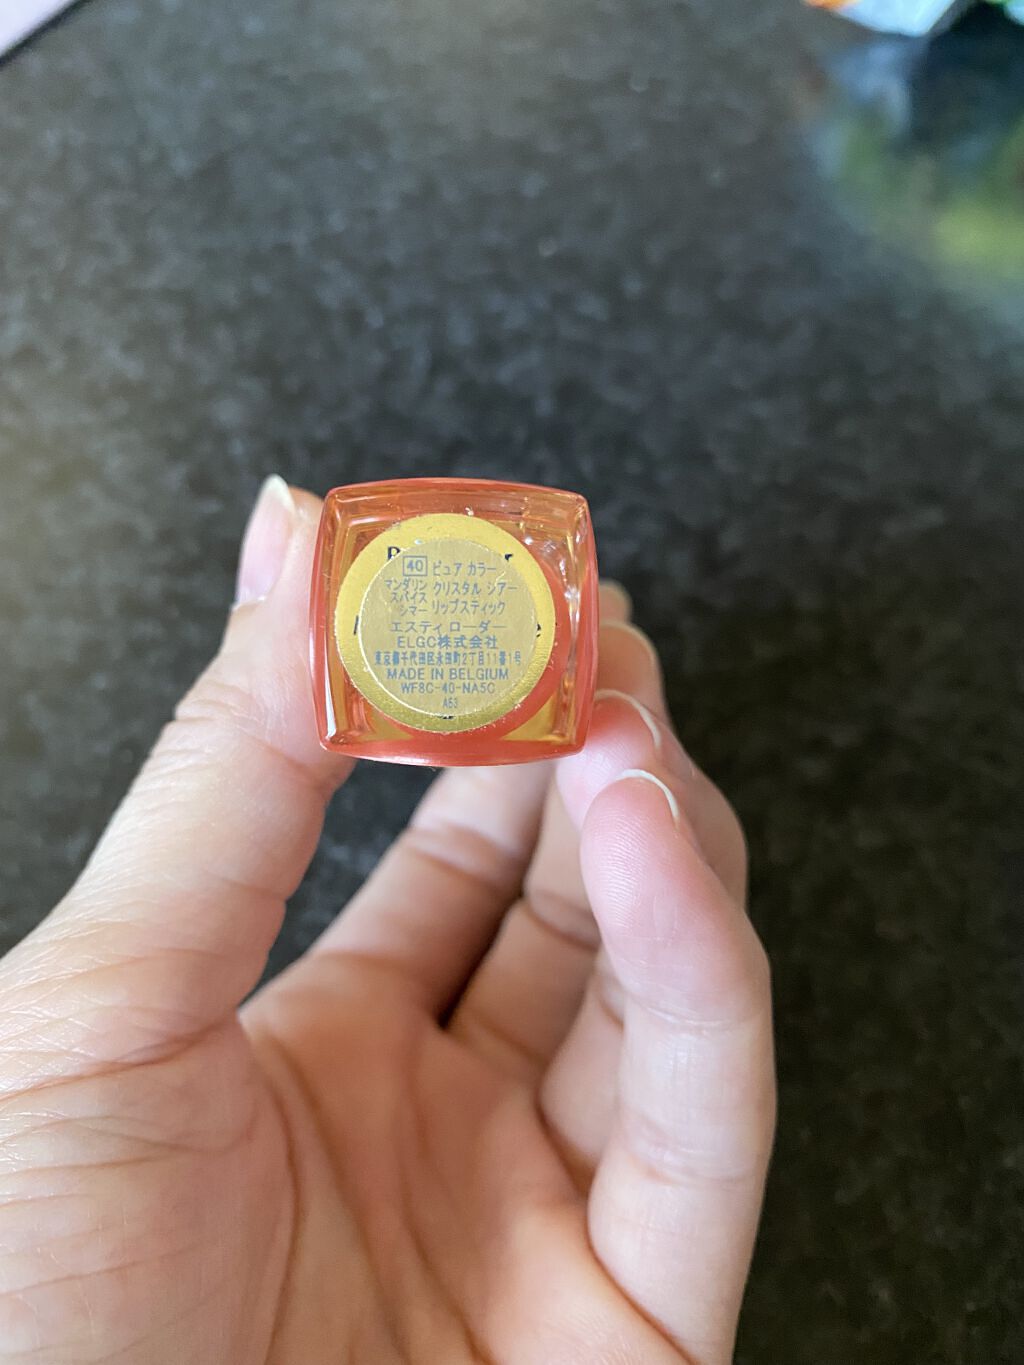 40 ピュア カラー
マンダリン クリスタル シアー
スパイス
シマー リップスティック
エスティ ローダー
ELGC株式会社
東京都千代田区永田町2丁目11番1号
MADE IN BELGIUM
WF8C-40-NA5C
A53